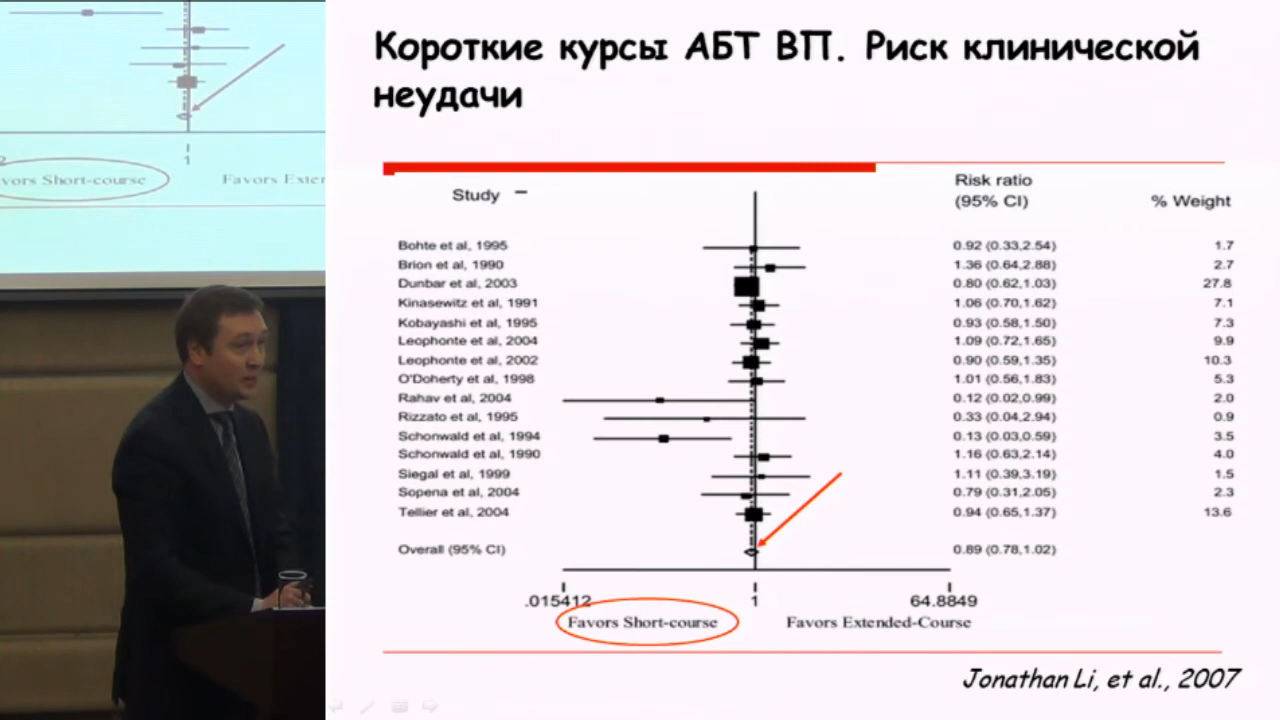 Короткие курсы АБТ ВП. Риск клинической
неудачи
Study
Risk ratio
(95% CI)
% Weight
Bohte et al, 1995 0.92 (0.33,2.54) 1.7
Brion et al, 1990 1.36 (0.64,2.88) 2.7
Dunbar et al, 2003 0.80 (0.62,1.03) 27.8
Kinasewitz et al, 1991 1.06 (0.70,1.62) 7.1
Kobayashi et al, 1995 0.93 (0.58,1.50) 7.3
Leophonte et al, 2004 1.09 (0.72,1.65) 9.9
Leophonte et al, 2002 0.90 (0.59,1.35) 10.3
O'Doherty et al, 1998 1.01 (0.56,1.83) 5.3
Rahav et al, 2004 0.12 (0.02,0.99) 2.0
Rizzato et al, 1995 0.33 (0.04,2.94) 0.9
Schonwald et al, 1994 0.13 (0.03,0.59) 3.5
Schonwald et al, 1990 1.16 (0.63,2.14) 4.0
Siegal et al, 1999 1.11 (0.39,3.19) 1.5
Sopena et al, 2004 0.79 (0.31,2.05) 2.3
Tellier et al, 2004 0.94 (0.65,1.37) 13.6
Overall (95% CI) 0.89 (0.78,1.02)
.015412 1 64.8849
Favors Short-course Favors Extended-Course
Jonathan Li, et al., 2007
1
Short-course Favors